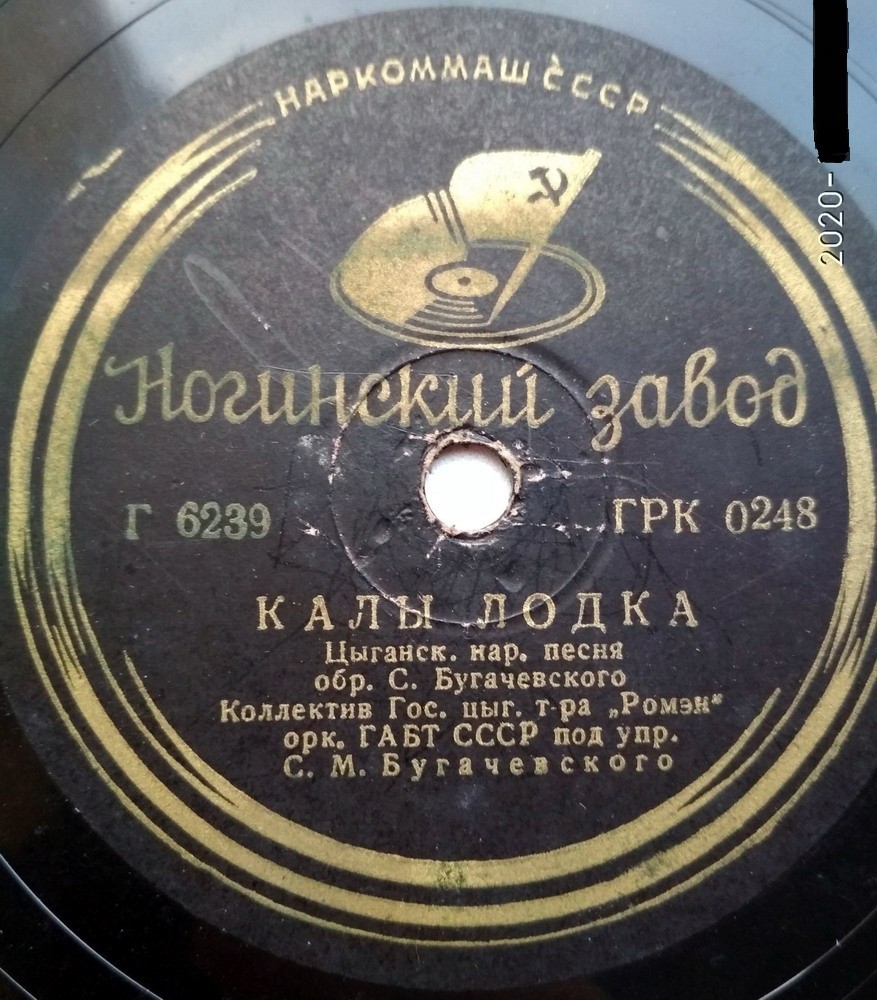 НАРКОММАШ СССР
Ногинский завод
Г 6239
ГРК 0248
КАЛЫ ЛОДКА
Цыганск. нар. песня
обр. С. Бугачевского
Коллектив Гос. цыг. т-ра „Ромэн“
орк. ГАБТ СССР под упр.
С. М. Бугачевского
2020-